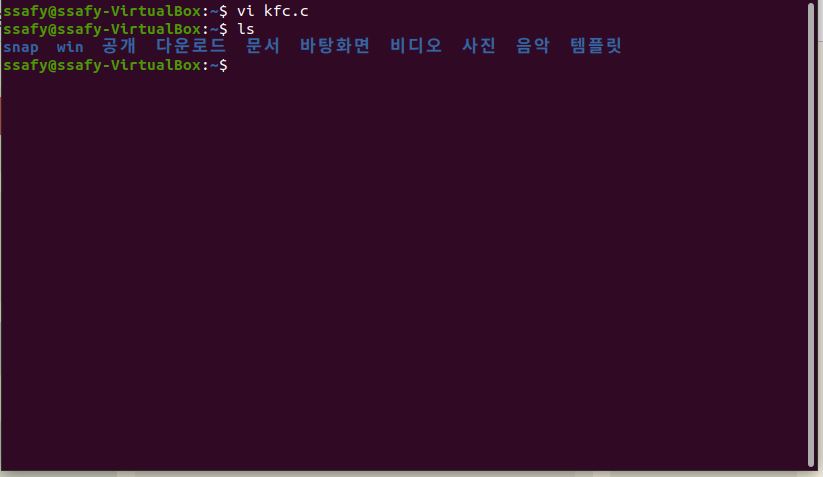 ssafy@ssafy-VirtualBox:~$ vi kfc.c
ssafy@ssafy-VirtualBox:~$ ls
snap win 공개 다운로드 문서 바탕화면 비디오 사진 음악 템플릿
ssafy@ssafy-VirtualBox:~$